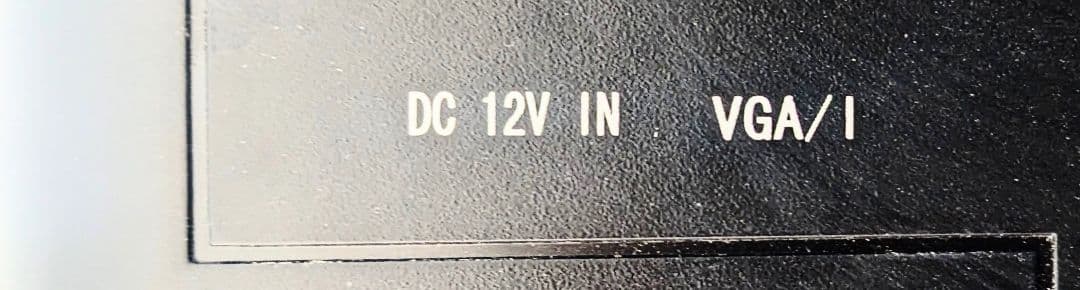 DC 12V IN VGA/I